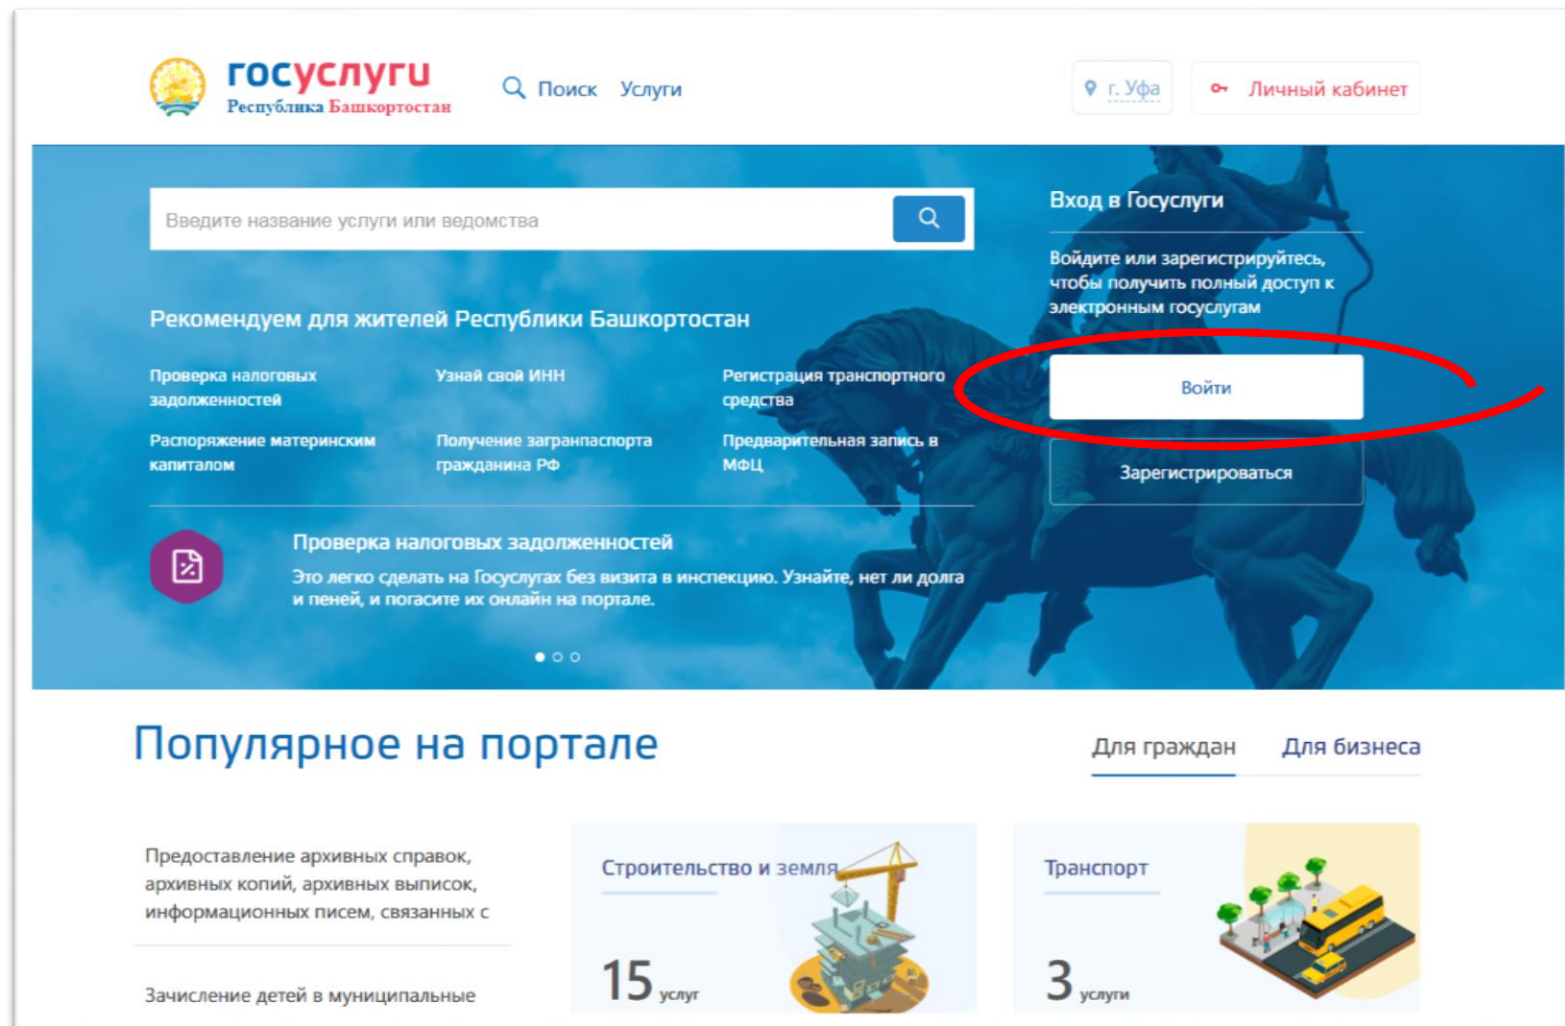 госуслуги
Республика Башкортостан
Поиск Услуги
г. Уфа
Личный кабинет
Введите название услуги или ведомства
Рекомендуем для жителей Республики Башкортостан
Проверка налоговых
задолженностей
Узнай свой ИНН
Регистрация транспортного
средства
Распоряжение материнским
капиталом
Получение загранпаспорта
гражданина РФ
Предварительная запись в
МФЦ
Проверка налоговых задолженностей
Это легко сделать на Госуслугах без визита в инспекцию. Узнайте, нет ли долга
и пеней, и погасите их онлайн на портале.
Вход в Госуслуги
Войдите или зарегистрируйтесь,
чтобы получить полный доступ к
электронным госуслугам
Войти
Зарегистрироваться
Популярное на портале
Для граждан Для бизнеса
Предоставление архивных справок,
архивных копий, архивных выписок,
информационных писем, связанных с
Зачисление детей в муниципальные
Строительство и земля
15 услуг
Транспорт
3 услуги